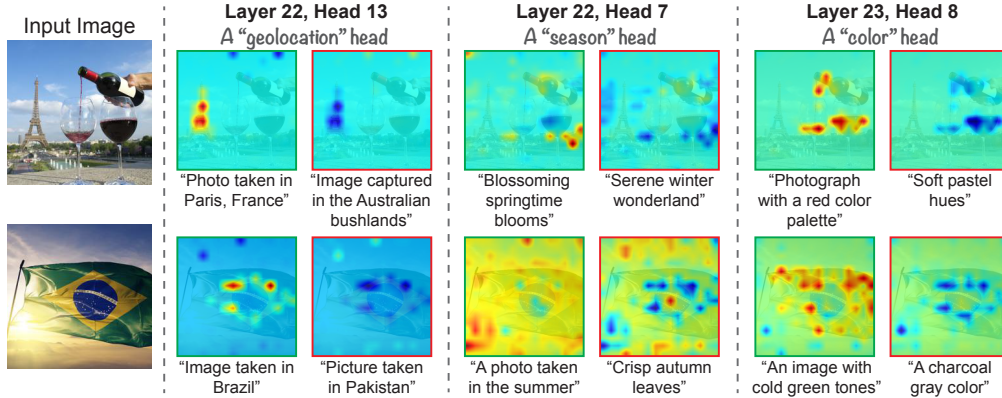 Input Image
Layer 22, Head 13
A “geolocation” head
Layer 22, Head 7
A “season” head
Layer 23, Head 8
A “color” head
“Photo taken in
Paris, France”
“Image captured
in the Australian
bushlands”
“Blossoming
springtime
blooms”
“Serene winter
wonderland”
“Photograph
with a red color
palette”
“Soft pastel
hues”
“Image taken in
Brazil”
“Picture taken
in Pakistan”
“A photo taken
in the summer”
“Crisp autumn
leaves”
“An image with
cold green tones”
“A charcoal
gray color”